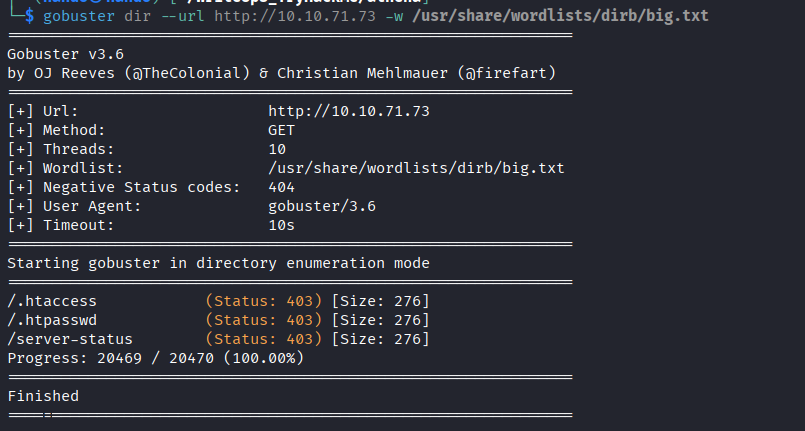 └─$ gobuster dir --url http://10.10.71.73 -w /usr/share/wordlists/dirb/big.txt
===============================================================
Gobuster v3.6
by OJ Reeves (@TheColonial) & Christian Mehlmauer (@firefart)
===============================================================
[+] Url:                     http://10.10.71.73
[+] Method:                  GET
[+] Threads:                 10
[+] Wordlist:                /usr/share/wordlists/dirb/big.txt
[+] Negative Status codes:   404
[+] User Agent:              gobuster/3.6
[+] Timeout:                 10s
===============================================================
Starting gobuster in directory enumeration mode
===============================================================
/.htaccess            (Status: 403) [Size: 276]
/.htpasswd            (Status: 403) [Size: 276]
/server-status        (Status: 403) [Size: 276]
Progress: 20469 / 20470 (100.00%)
===============================================================
Finished
===============================================================